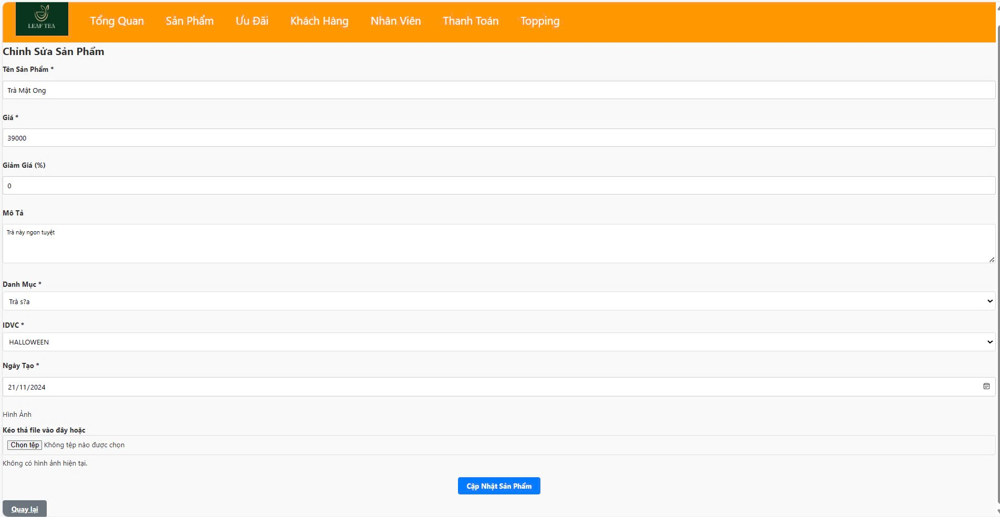 LEAF TEA
Tổng Quan Sản Phẩm Ưu Đãi Khách Hàng Nhân Viên Thanh Toán Topping
Chỉnh Sửa Sản Phẩm
Tên Sản Phẩm *
Trà Mật Ong
Giá *
39000
Giảm Giá (%)
0
Mô Tả
Trà này ngon tuyệt
Danh Mục *
Trà s?a
IDVC *
HALLOWEEN
Ngày Tạo *
21/11/2024
Hình Ảnh
Kéo thả file vào đây hoặc
Chọn tệp Không tệp nào được chọn
Không có hình ảnh hiện tại.
Cập Nhật Sản Phẩm
Quay lại